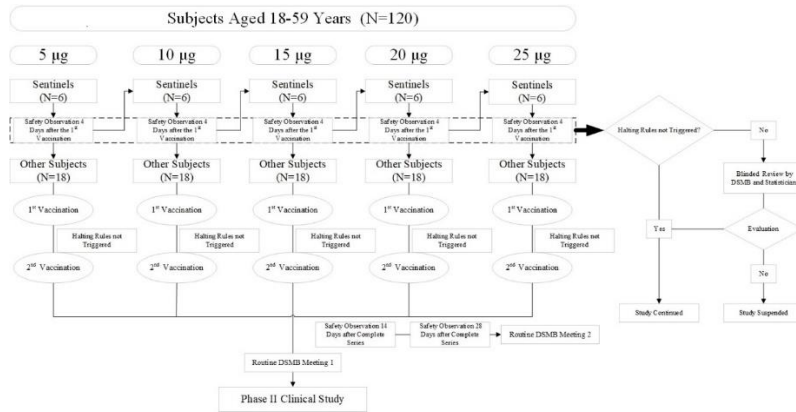 Subjects Aged 18-59 Years (N=120)
5 μg
10 μg
15 μg
20 μg
25 μg
Sentinels
(N=6)
Sentinels
(N=6)
Sentinels
(N=6)
Sentinels
(N=6)
Sentinels
(N=6)
Safety Observation 4
Days after the 1st
Vaccination
Safety Observation 4
Days after the 1st
Vaccination
Safety Observation 4
Days after the 1st
Vaccination
Safety Observation 4
Days after the 1st
Vaccination
Safety Observation 4
Days after the 1st
Vaccination
Other Subjects
(N=18)
Other Subjects
(N=18)
Other Subjects
(N=18)
Other Subjects
(N=18)
Other Subjects
(N=18)
1st Vaccination
1st Vaccination
1st Vaccination
1st Vaccination
1st Vaccination
Halting Rules not
Triggered
Halting Rules not
Triggered
Halting Rules not
Triggered
Halting Rules not
Triggered
Halting Rules not
Triggered
2nd Vaccination
2nd Vaccination
2nd Vaccination
2nd Vaccination
2nd Vaccination
Safety Observation 14
Days after Complete
Series
Safety Observation 28
Days after Complete
Series
Routine DSMB Meeting 2
Routine DSMB Meeting 1
Phase II Clinical Study
Halting Rules not Triggered?
No
Blinded Review by
DSMB and Statistician
Yes
Evaluation
No
Study Continued
Study Suspended